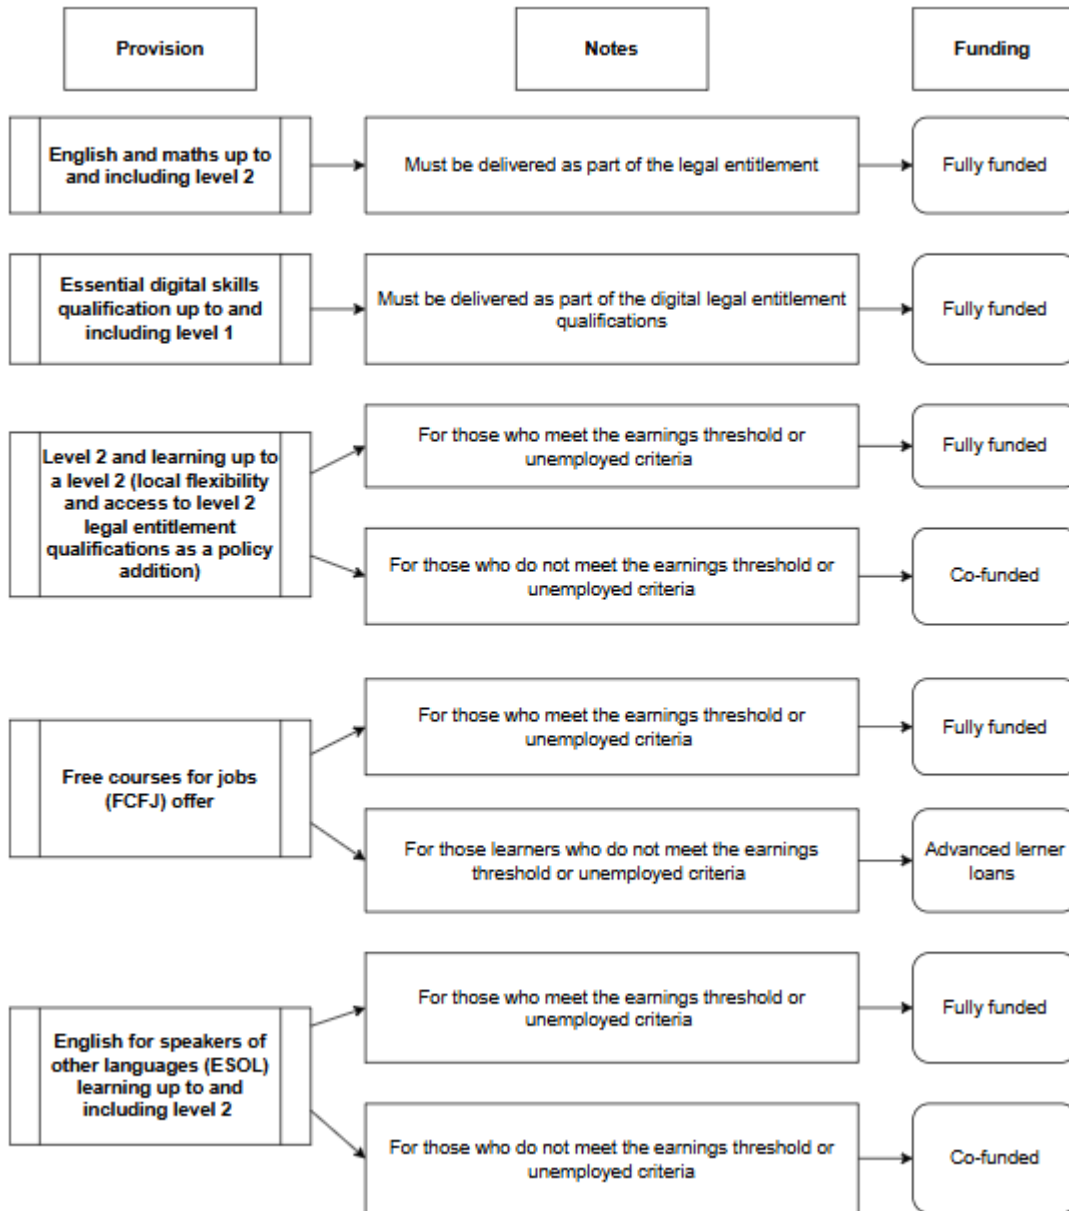 Provision
Notes
Funding
English and maths up to
and including level 2
Must be delivered as part of the legal entitlement
Fully funded
Essential digital skills
qualification up to and
including level 1
Must be delivered as part of the digital legal entitlement
qualifications
Fully funded
Level 2 and learning up to
a level 2 (local flexibility
and access to level 2
legal entitlement
qualifications as a policy
addition)
For those who meet the earnings threshold or
unemployed criteria
Fully funded
For those who do not meet the earnings threshold or
unemployed criteria
Co-funded
Free courses for jobs
(FCFJ) offer
For those who meet the earnings threshold or
unemployed criteria
Fully funded
For those learners who do not meet the earnings
threshold or unemployed criteria
Advanced lerner
loans
English for speakers of
other languages (ESOL)
learning up to and
including level 2
For those who meet the earnings threshold or
unemployed criteria
Fully funded
For those who do not meet the earnings threshold or
unemployed criteria
Co-funded